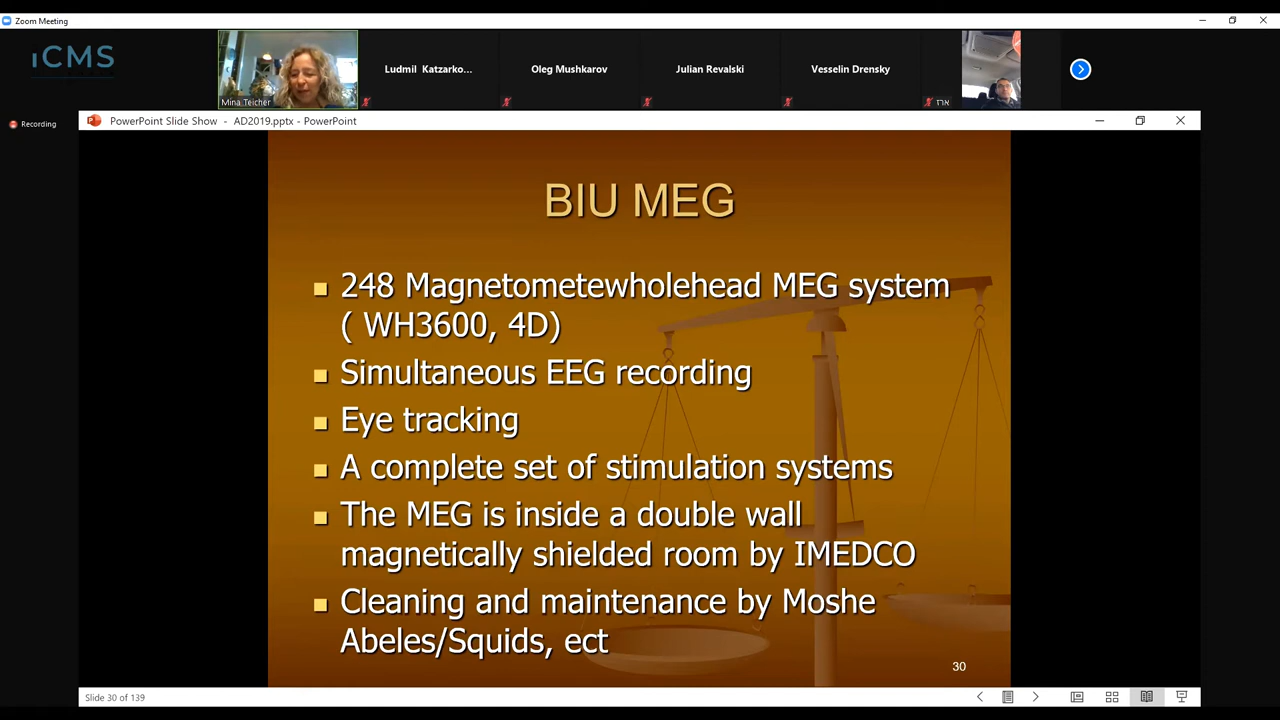 Zoom Meeting
iCMS
Mina Teicher
Ludmil Katzarko...
Oleg Mushkarov
Julian Revalski
Vesselin Drensky
ארז
Recording
PowerPoint Slide Show - AD2019.pptx - PowerPoint
BIU MEG
248 Magnetometewholehead MEG system
( WH3600, 4D)
Simultaneous EEG recording
Eye tracking
A complete set of stimulation systems
The MEG is inside a double wall
magnetically shielded room by IMEDCO
Cleaning and maintenance by Moshe
Abeles/Squids, ect
30
Slide 30 of 139